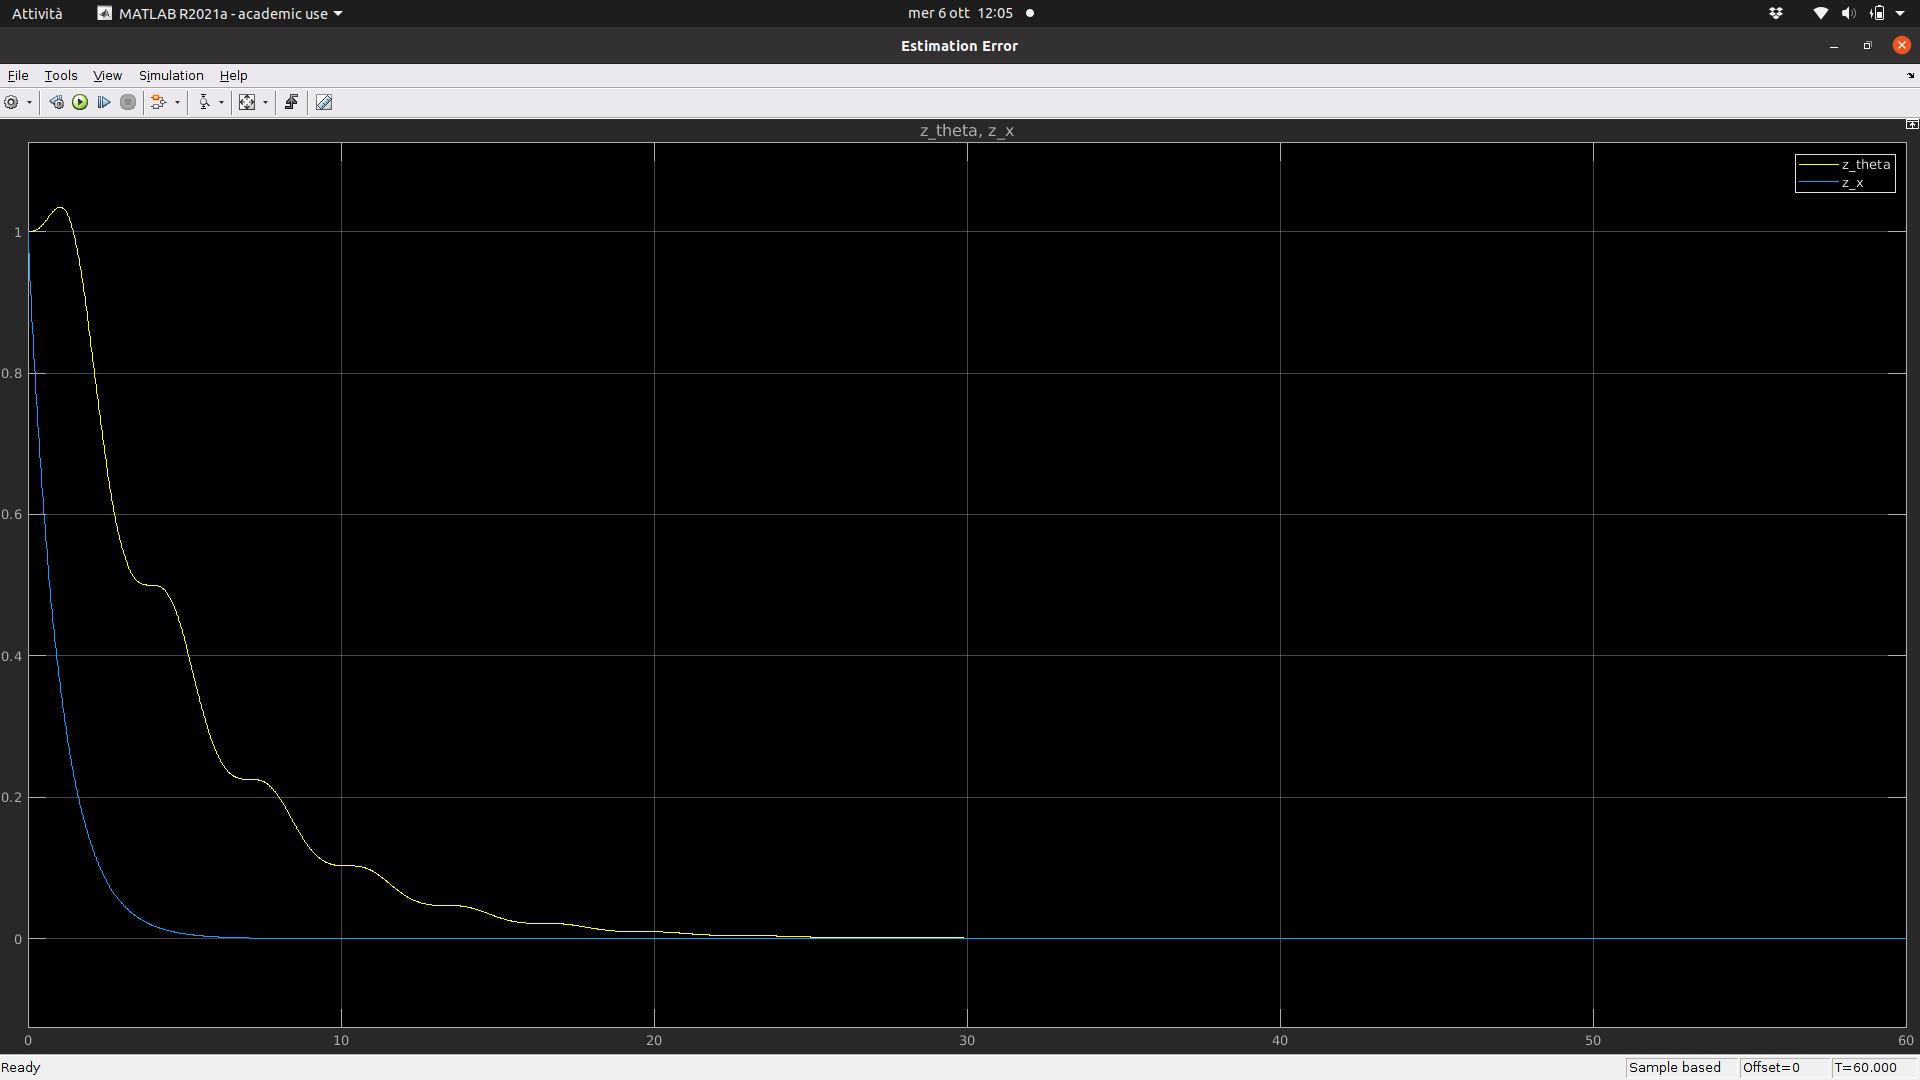 Attività MATLAB R2021a - academic use mer 6 ott 12:05
Estimation Error
File Tools View Simulation Help
z_theta, z_x
z_theta
z_x
1
0.8
0.6
0.4
0.2
0
0 10 20 30 40 50 60
Ready Sample based Offset=0 T=60.000